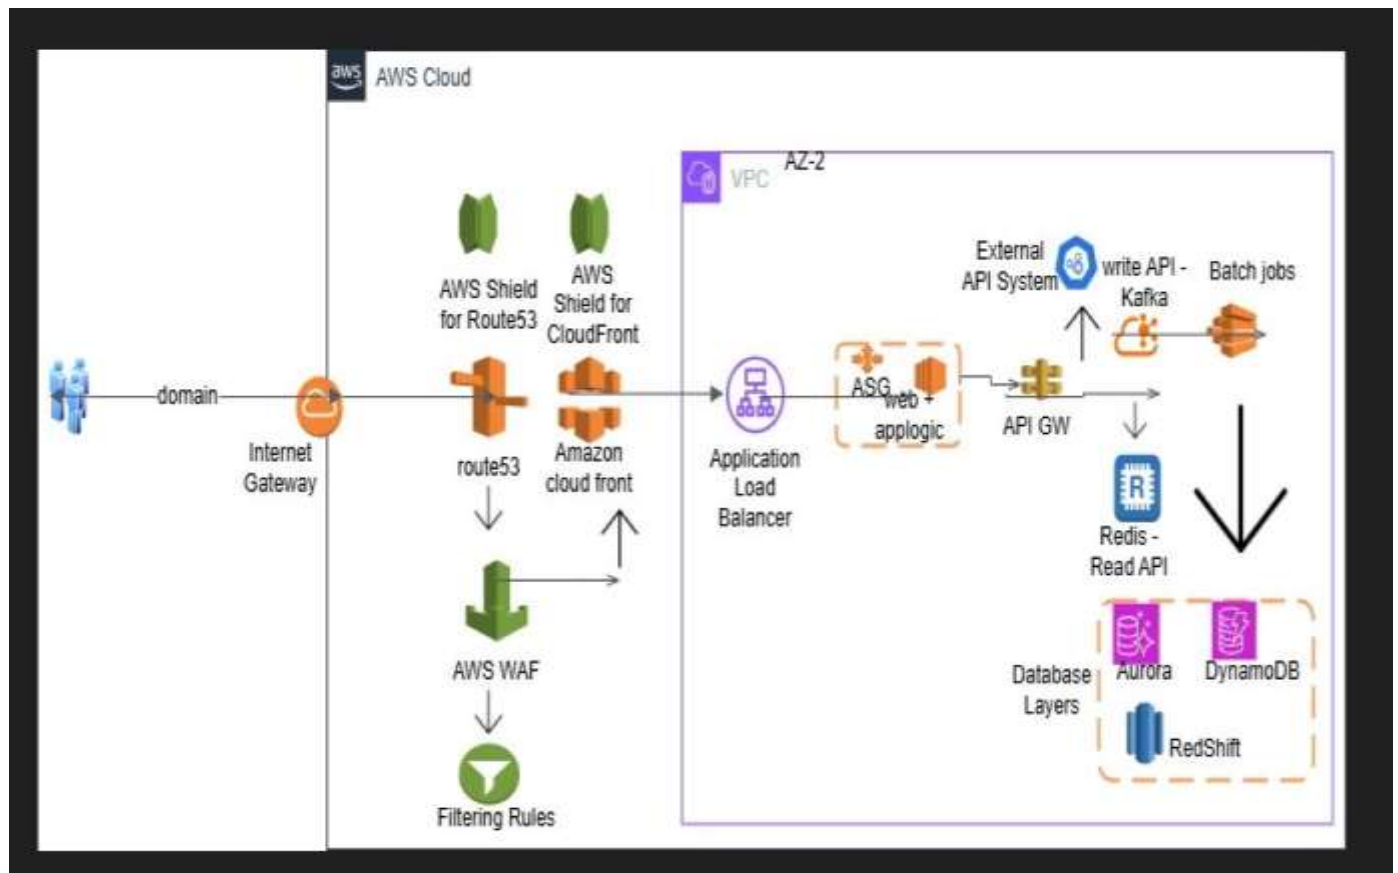 aws
AWS Cloud
VPC
AZ-2
AWS Shield
for Route53
AWS
Shield for
CloudFront
External
API System
write API -
Kafka
Batch jobs
domain
Internet
Gateway
route53
Amazon
cloud front
Application
Load
Balancer
ASG
web +
applogic
API GW
R
Redis -
Read API
AWS WAF
Filtering Rules
Database
Layers
Aurora
DynamoDB
RedShift